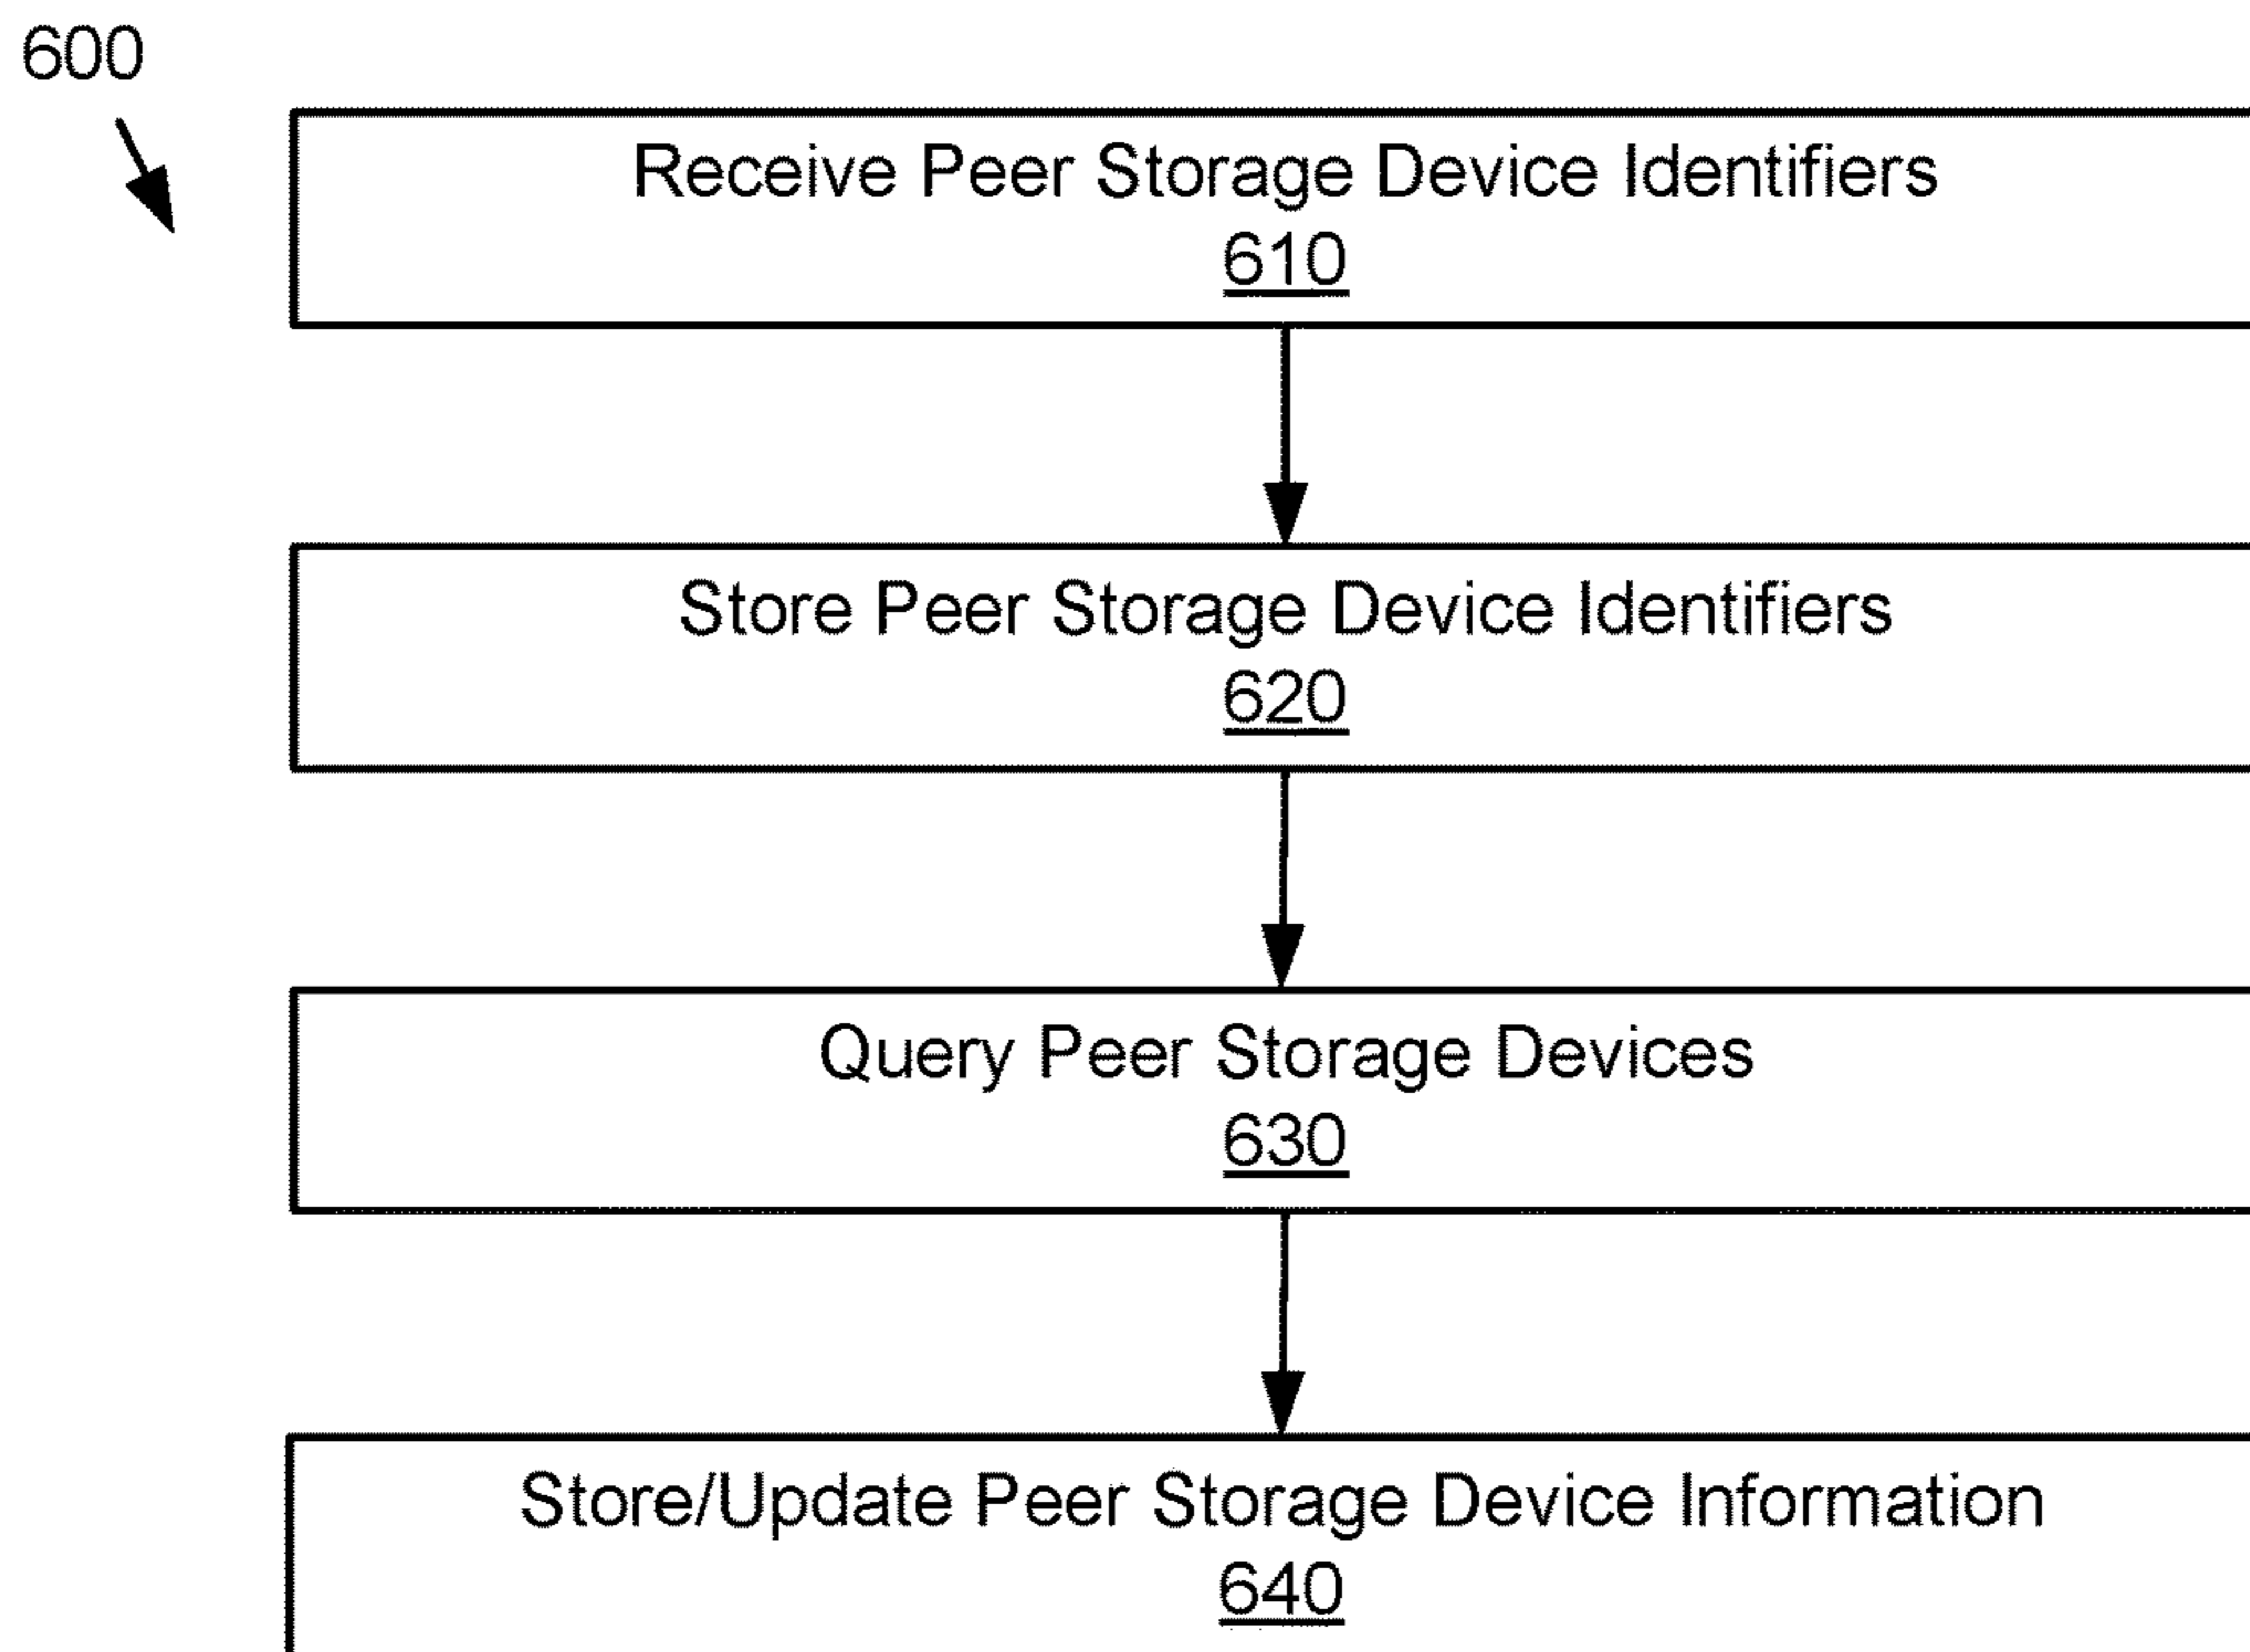 600
Receive Peer Storage Device Identifiers
610
Store Peer Storage Device Identifiers
620
Query Peer Storage Devices
630
Store/Update Peer Storage Device Information
640